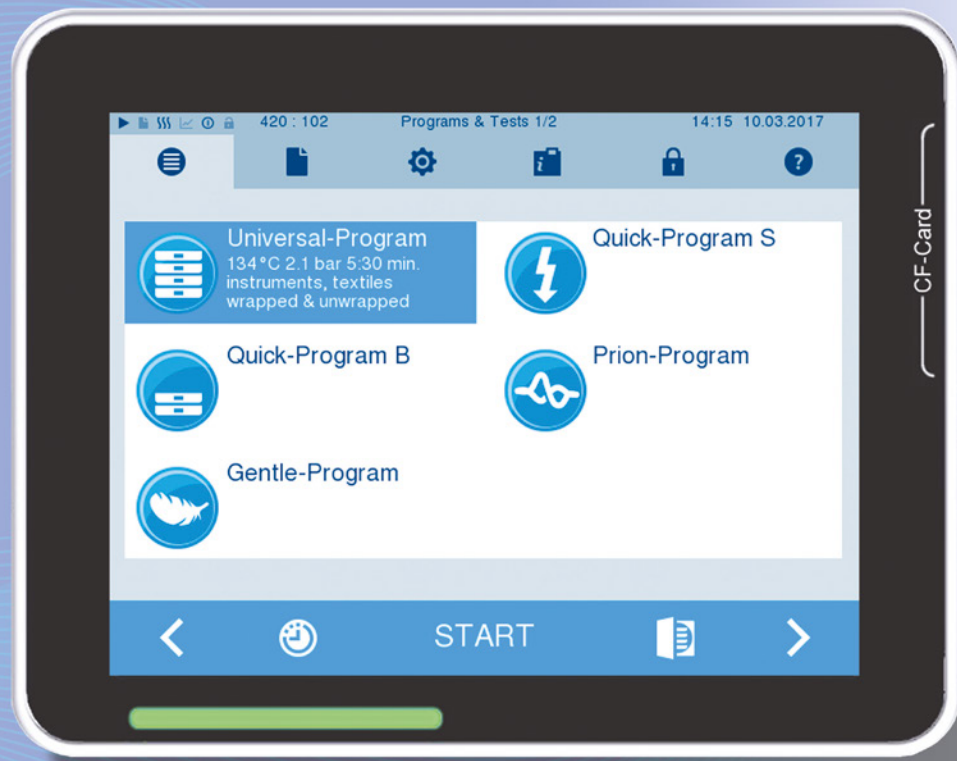 420 : 102 Programs & Tests 1/2 14:15 10.03.2017
i ?
Universal-Program
134°C 2.1 bar 5:30 min.
instruments, textiles
wrapped & unwrapped
Quick-Program S
Quick-Program B
Prion-Program
Gentle-Program
START
CF-Card